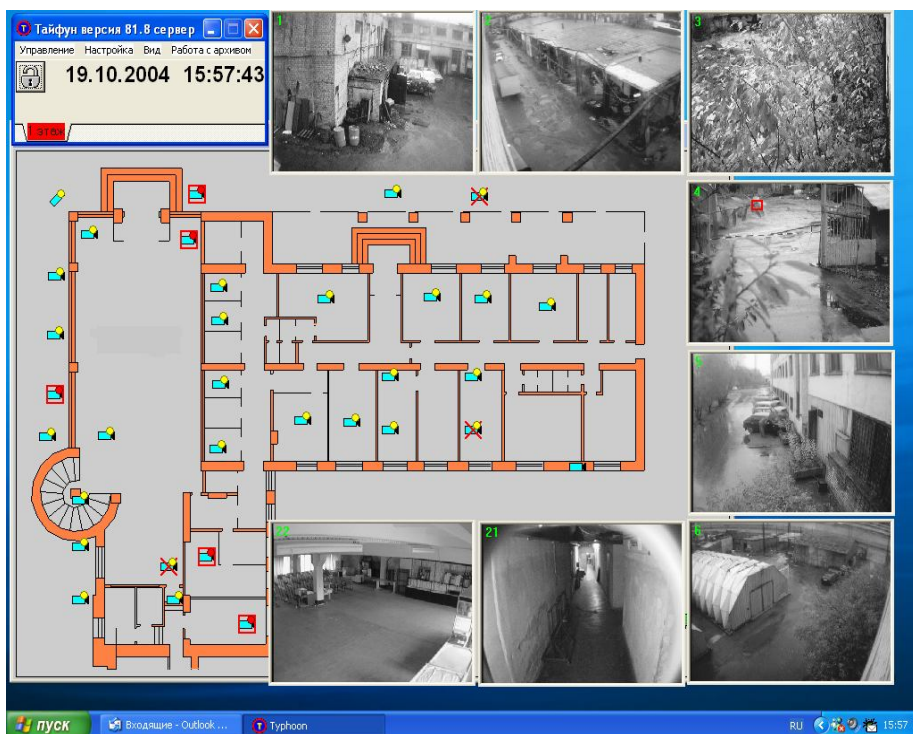 Тайфун версия 81.8 сервер
Управление Настройка Вид Работа с архивом
19.10.2004 15:57:43
1 этаж
1
2
3
4
5
22
21
6
пуск
Входящие - Outlook ...
Typhoon
RU
15:57